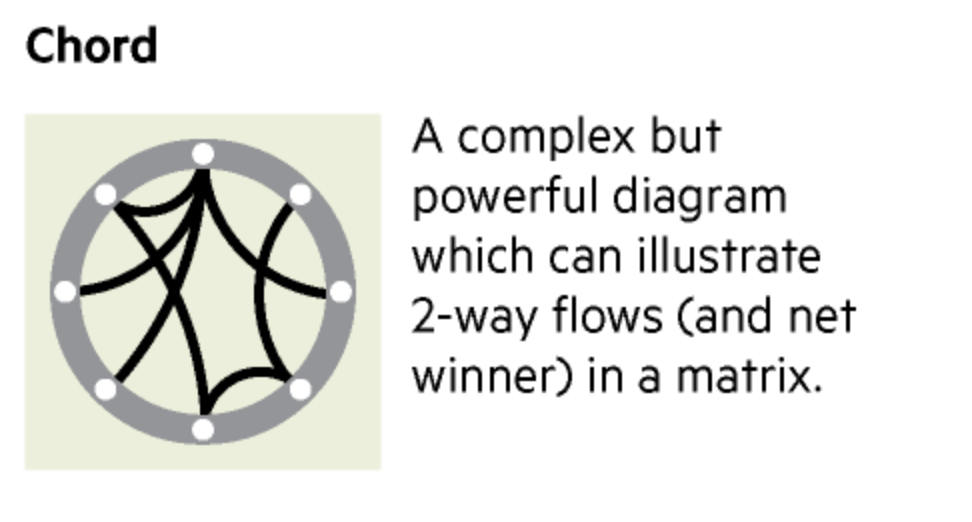 Chord
A complex but
powerful diagram
which can illustrate
2-way flows (and net
winner) in a matrix.